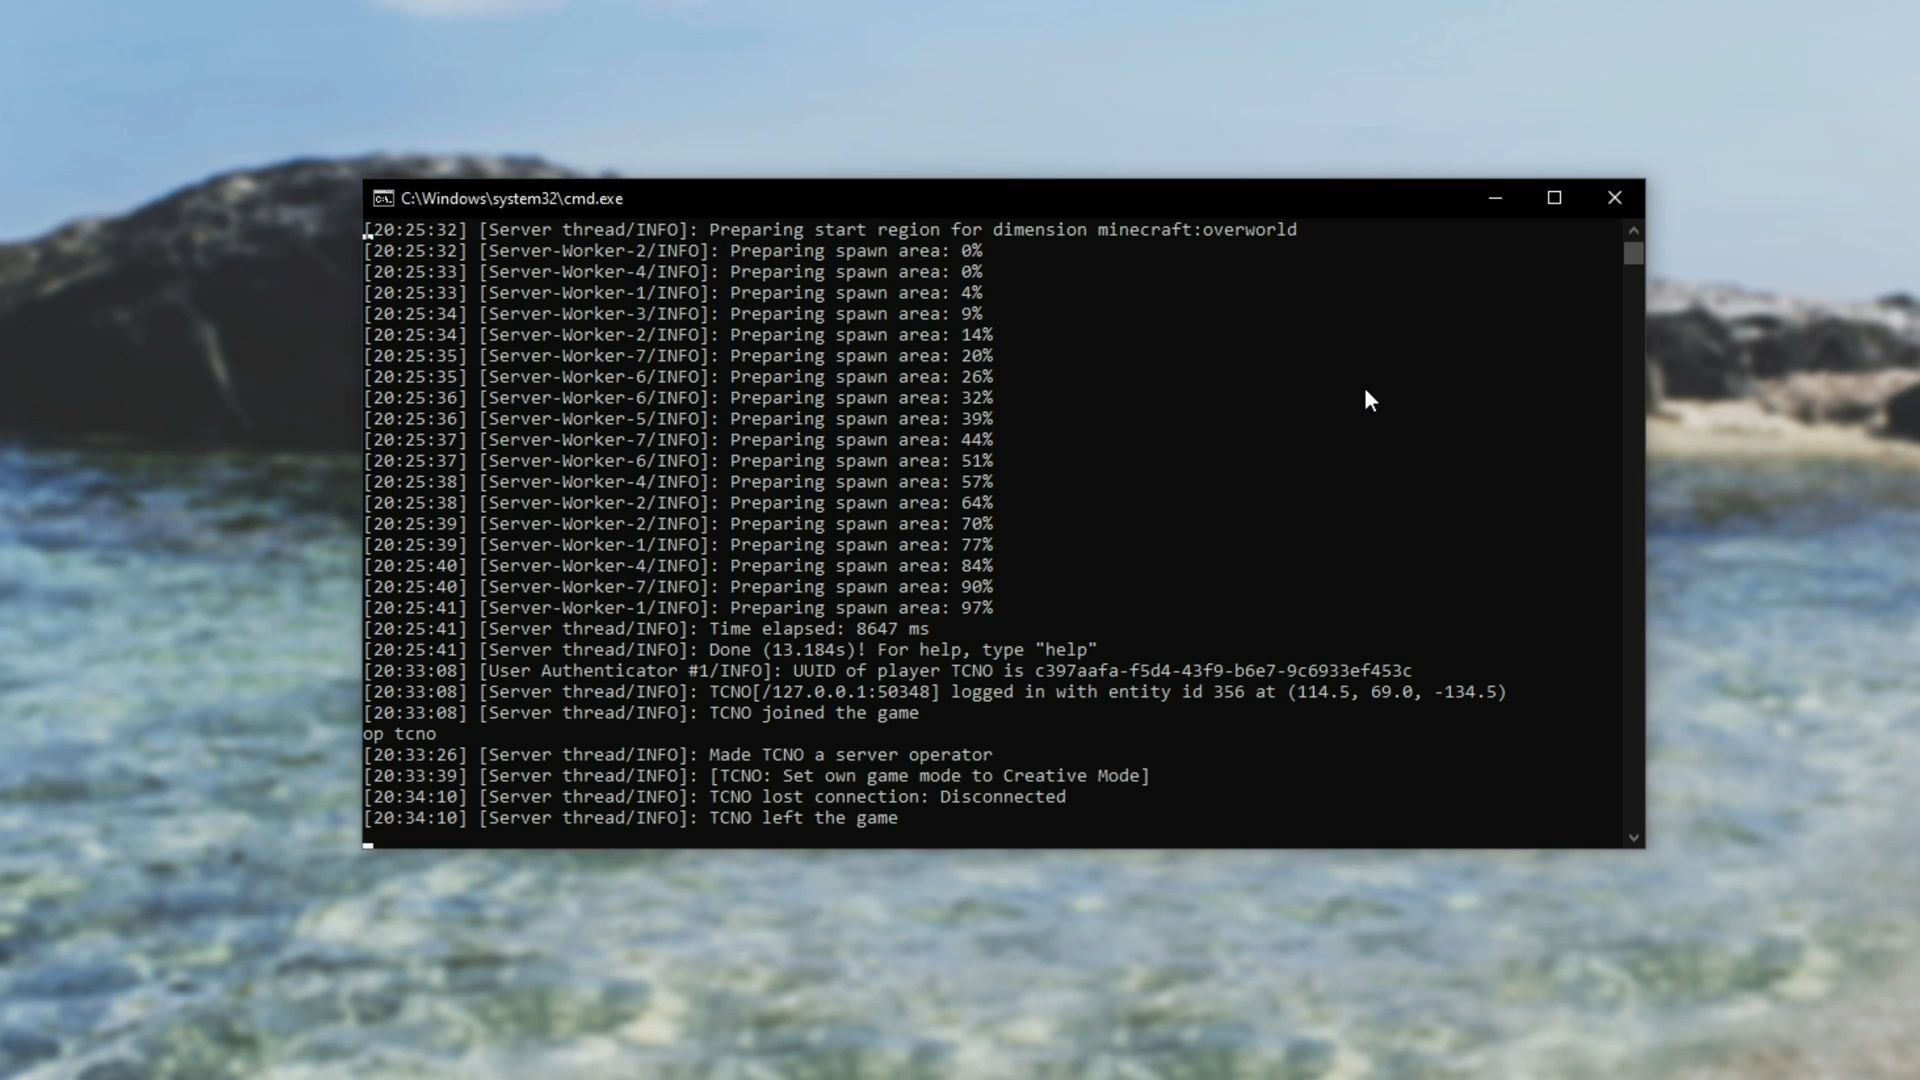 C:\Windows\system32\cmd.exe
[20:25:32] [Server thread/INFO]: Preparing start region for dimension minecraft:overworld
[20:25:32] [Server-Worker-2/INFO]: Preparing spawn area: 0%
[20:25:33] [Server-Worker-4/INFO]: Preparing spawn area: 0%
[20:25:33] [Server-Worker-1/INFO]: Preparing spawn area: 4%
[20:25:34] [Server-Worker-3/INFO]: Preparing spawn area: 9%
[20:25:34] [Server-Worker-2/INFO]: Preparing spawn area: 14%
[20:25:35] [Server-Worker-7/INFO]: Preparing spawn area: 20%
[20:25:35] [Server-Worker-6/INFO]: Preparing spawn area: 26%
[20:25:36] [Server-Worker-6/INFO]: Preparing spawn area: 32%
[20:25:36] [Server-Worker-5/INFO]: Preparing spawn area: 39%
[20:25:37] [Server-Worker-7/INFO]: Preparing spawn area: 44%
[20:25:37] [Server-Worker-6/INFO]: Preparing spawn area: 51%
[20:25:38] [Server-Worker-4/INFO]: Preparing spawn area: 57%
[20:25:38] [Server-Worker-2/INFO]: Preparing spawn area: 64%
[20:25:39] [Server-Worker-2/INFO]: Preparing spawn area: 70%
[20:25:39] [Server-Worker-1/INFO]: Preparing spawn area: 77%
[20:25:40] [Server-Worker-4/INFO]: Preparing spawn area: 84%
[20:25:40] [Server-Worker-7/INFO]: Preparing spawn area: 90%
[20:25:41] [Server-Worker-1/INFO]: Preparing spawn area: 97%
[20:25:41] [Server thread/INFO]: Time elapsed: 8647 ms
[20:25:41] [Server thread/INFO]: Done (13.184s)! For help, type "help"
[20:33:08] [User Authenticator #1/INFO]: UUID of player TCNO is c397aafa-f5d4-43f9-b6e7-9c6933ef453c
[20:33:08] [Server thread/INFO]: TCNO[/127.0.0.1:50348] logged in with entity id 356 at (114.5, 69.0, -134.5)
[20:33:08] [Server thread/INFO]: TCNO joined the game
op tcno
[20:33:26] [Server thread/INFO]: Made TCNO a server operator
[20:33:39] [Server thread/INFO]: [TCNO: Set own game mode to Creative Mode]
[20:34:10] [Server thread/INFO]: TCNO lost connection: Disconnected
[20:34:10] [Server thread/INFO]: TCNO left the game